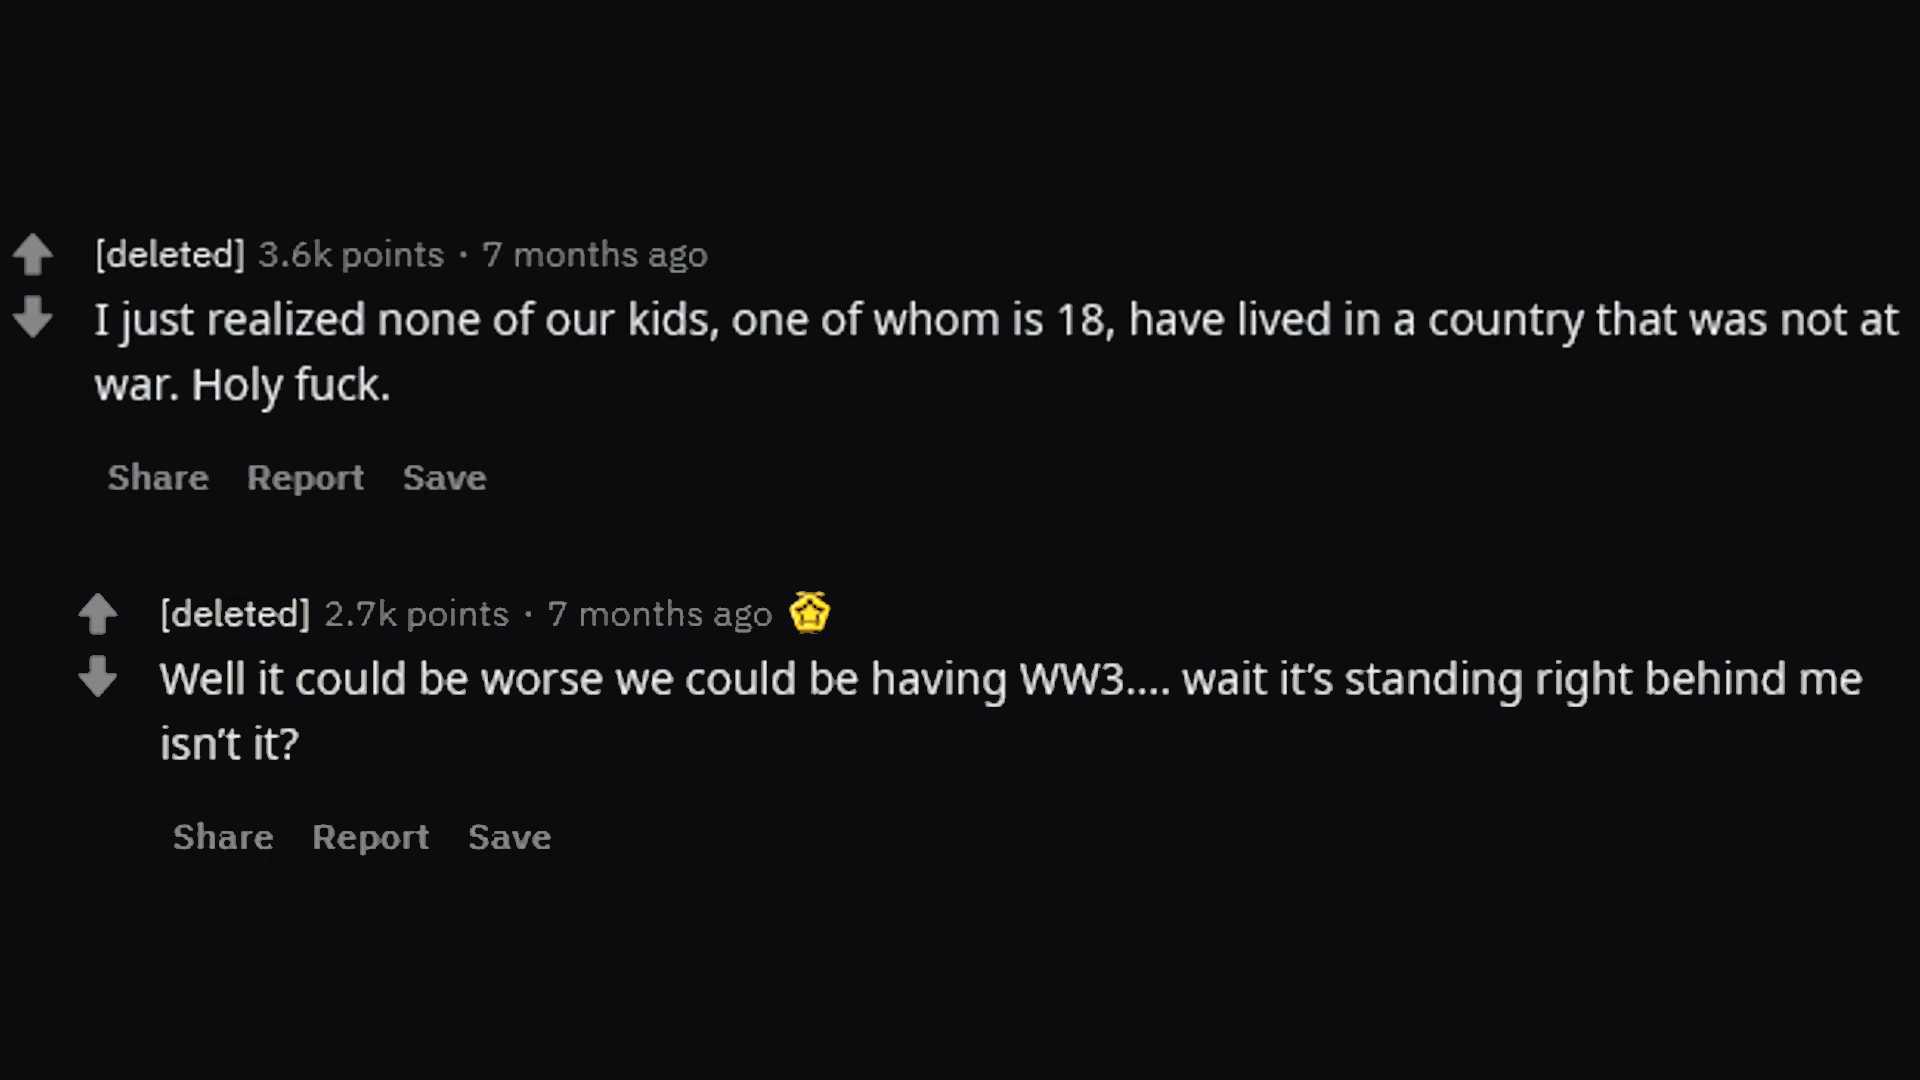 [deleted] 3.6k points · 7 months ago
I just realized none of our kids, one of whom is 18, have lived in a country that was not at
war. Holy fuck.
Share Report Save
[deleted] 2.7k points · 7 months ago
Well it could be worse we could be having WW3.... wait it’s standing right behind me
isn’t it?
Share Report Save